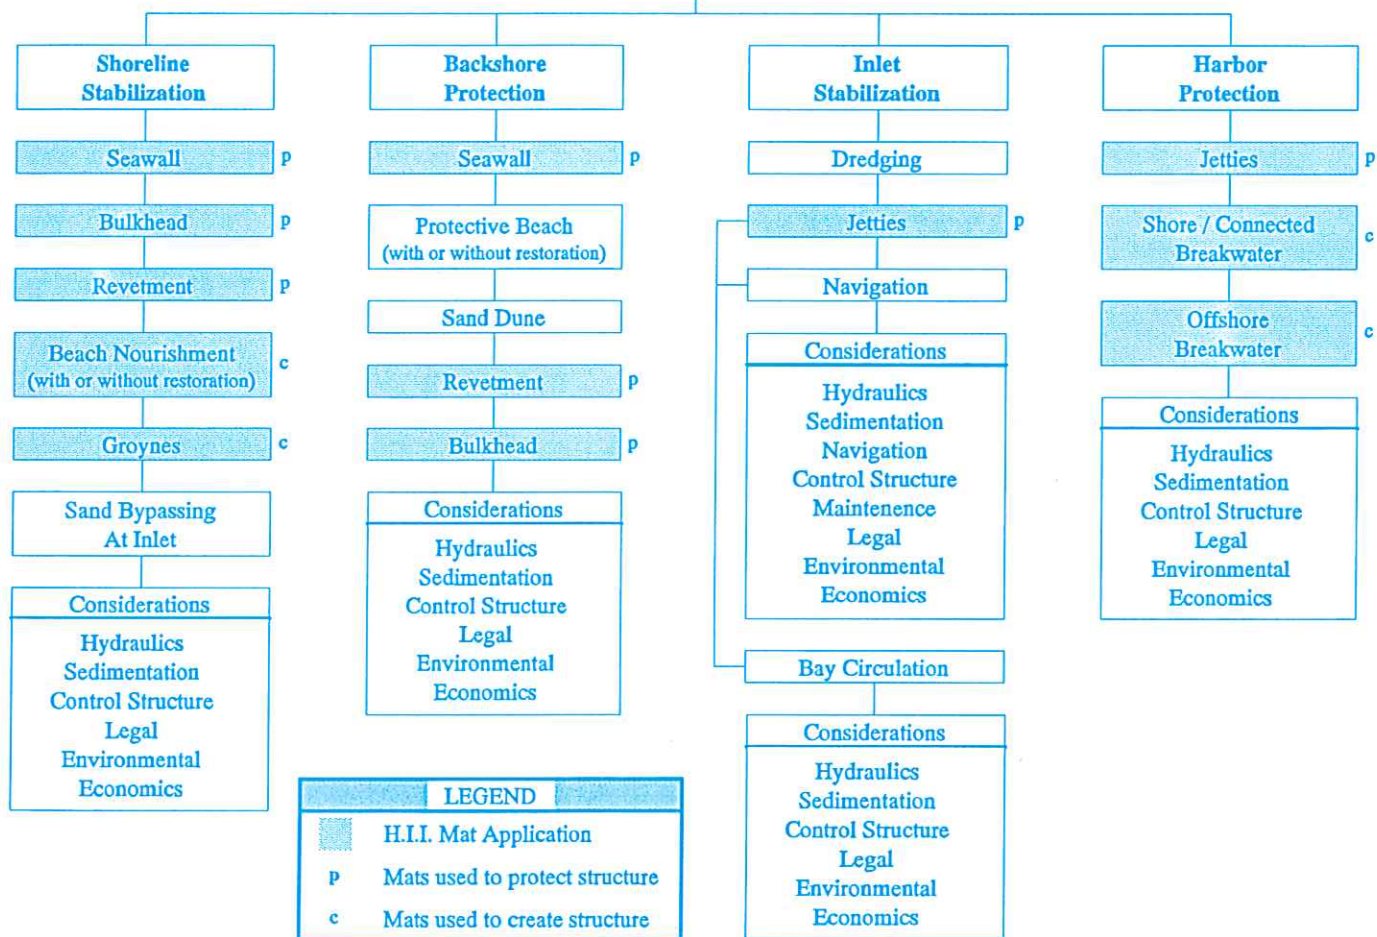 Shoreline
Stabilization
Seawall
p
Bulkhead
p
Revetment
p
Beach Nourishment
(with or without restoration)
c
Groynes
c
Sand Bypassing
At Inlet
Considerations
Hydraulics
Sedimentation
Control Structure
Legal
Environmental
Economics
Backshore
Protection
Seawall
p
Protective Beach
(with or without restoration)
Sand Dune
Revetment
p
Bulkhead
p
Considerations
Hydraulics
Sedimentation
Control Structure
Legal
Environmental
Economics
Inlet
Stabilization
Dredging
Jetties
p
Navigation
Considerations
Hydraulics
Sedimentation
Navigation
Control Structure
Maintenence
Legal
Environmental
Economics
Bay Circulation
Considerations
Hydraulics
Sedimentation
Control Structure
Legal
Environmental
Economics
Harbor
Protection
Jetties
p
Shore / Connected
Breakwater
c
Offshore
Breakwater
c
Considerations
Hydraulics
Sedimentation
Control Structure
Legal
Environmental
Economics
LEGEND
H.I.I. Mat Application
p Mats used to protect structure
c Mats used to create structure